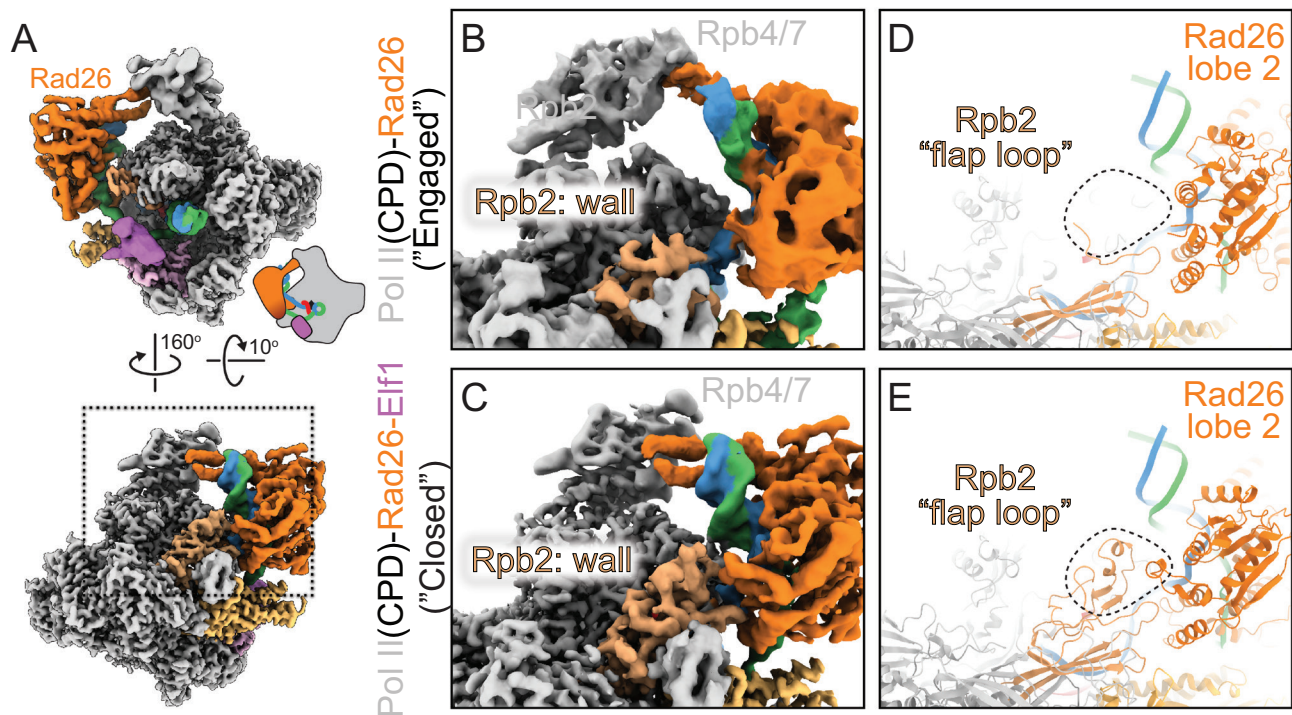 A
Rad26
160°
10°
Pol II(CPD)-Rad26
("Engaged")
B
Rpb4/7
Rpb2
Rpb2: wall
D
Rad26
lobe 2
Rpb2
“flap loop”
Pol II(CPD)-Rad26-Elf1
("Closed")
C
Rpb4/7
Rpb2: wall
E
Rad26
lobe 2
Rpb2
“flap loop”